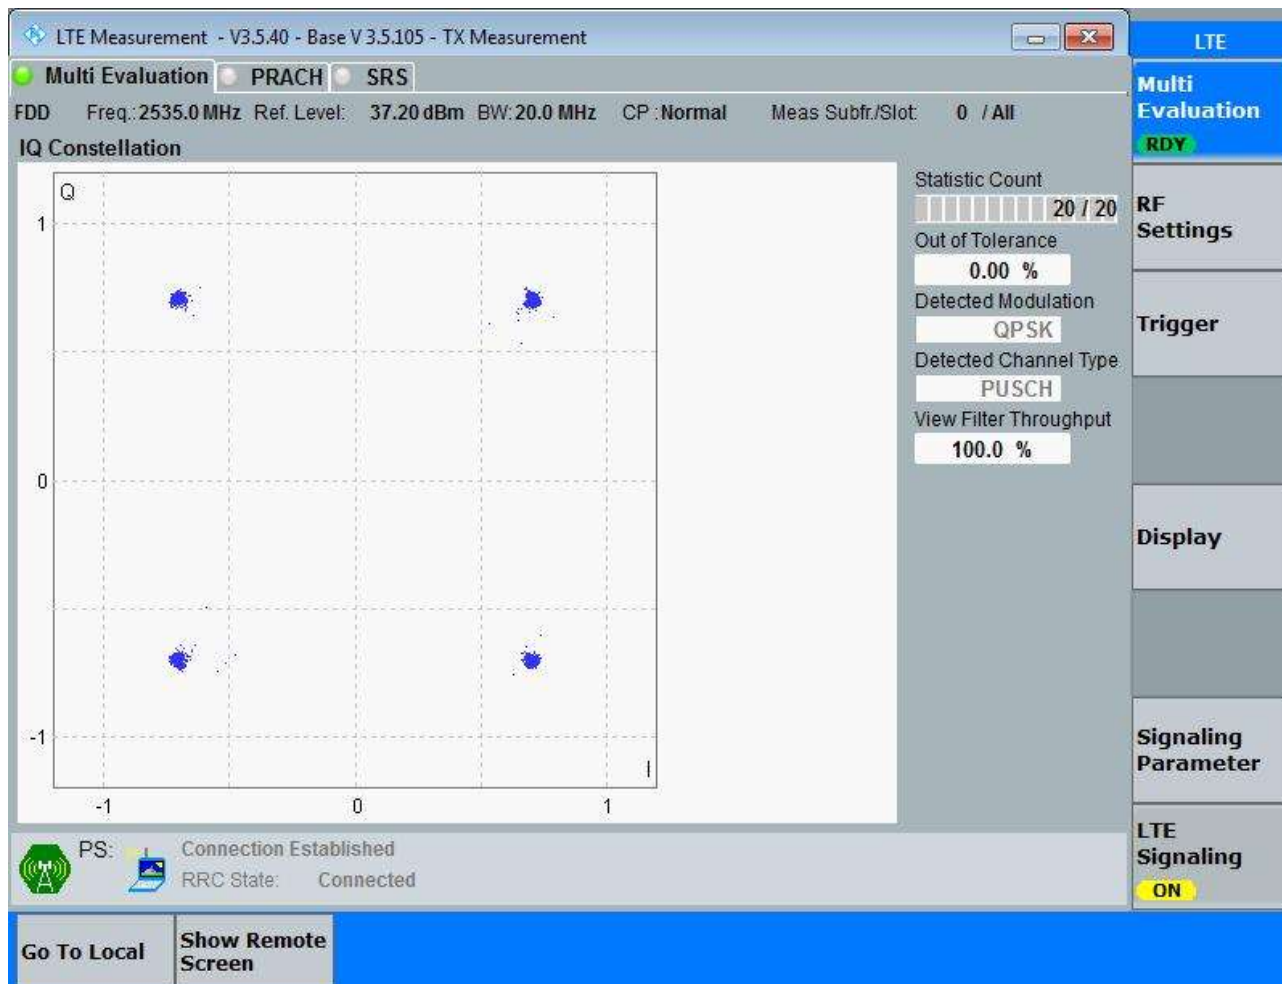 LTE Measurement - V3.5.40 - Base V 3.5.105 - TX Measurement
Multi Evaluation PRACH SRS
FDD Freq.:2535.0 MHz Ref. Level: 37.20 dBm BW:20.0 MHz CP :Normal Meas Subfr./Slot: 0 / All
IQ Constellation
Q
1
0
-1
-1 0 1
I
Statistic Count
20 / 20
Out of Tolerance
0.00 %
Detected Modulation
QPSK
Detected Channel Type
PUSCH
View Filter Throughput
100.0 %
PS: Connection Established
RRC State: Connected
LTE
Multi
Evaluation
RDY
RF
Settings
Trigger
Display
Signaling
Parameter
LTE
Signaling
ON
Go To Local
Show Remote
Screen